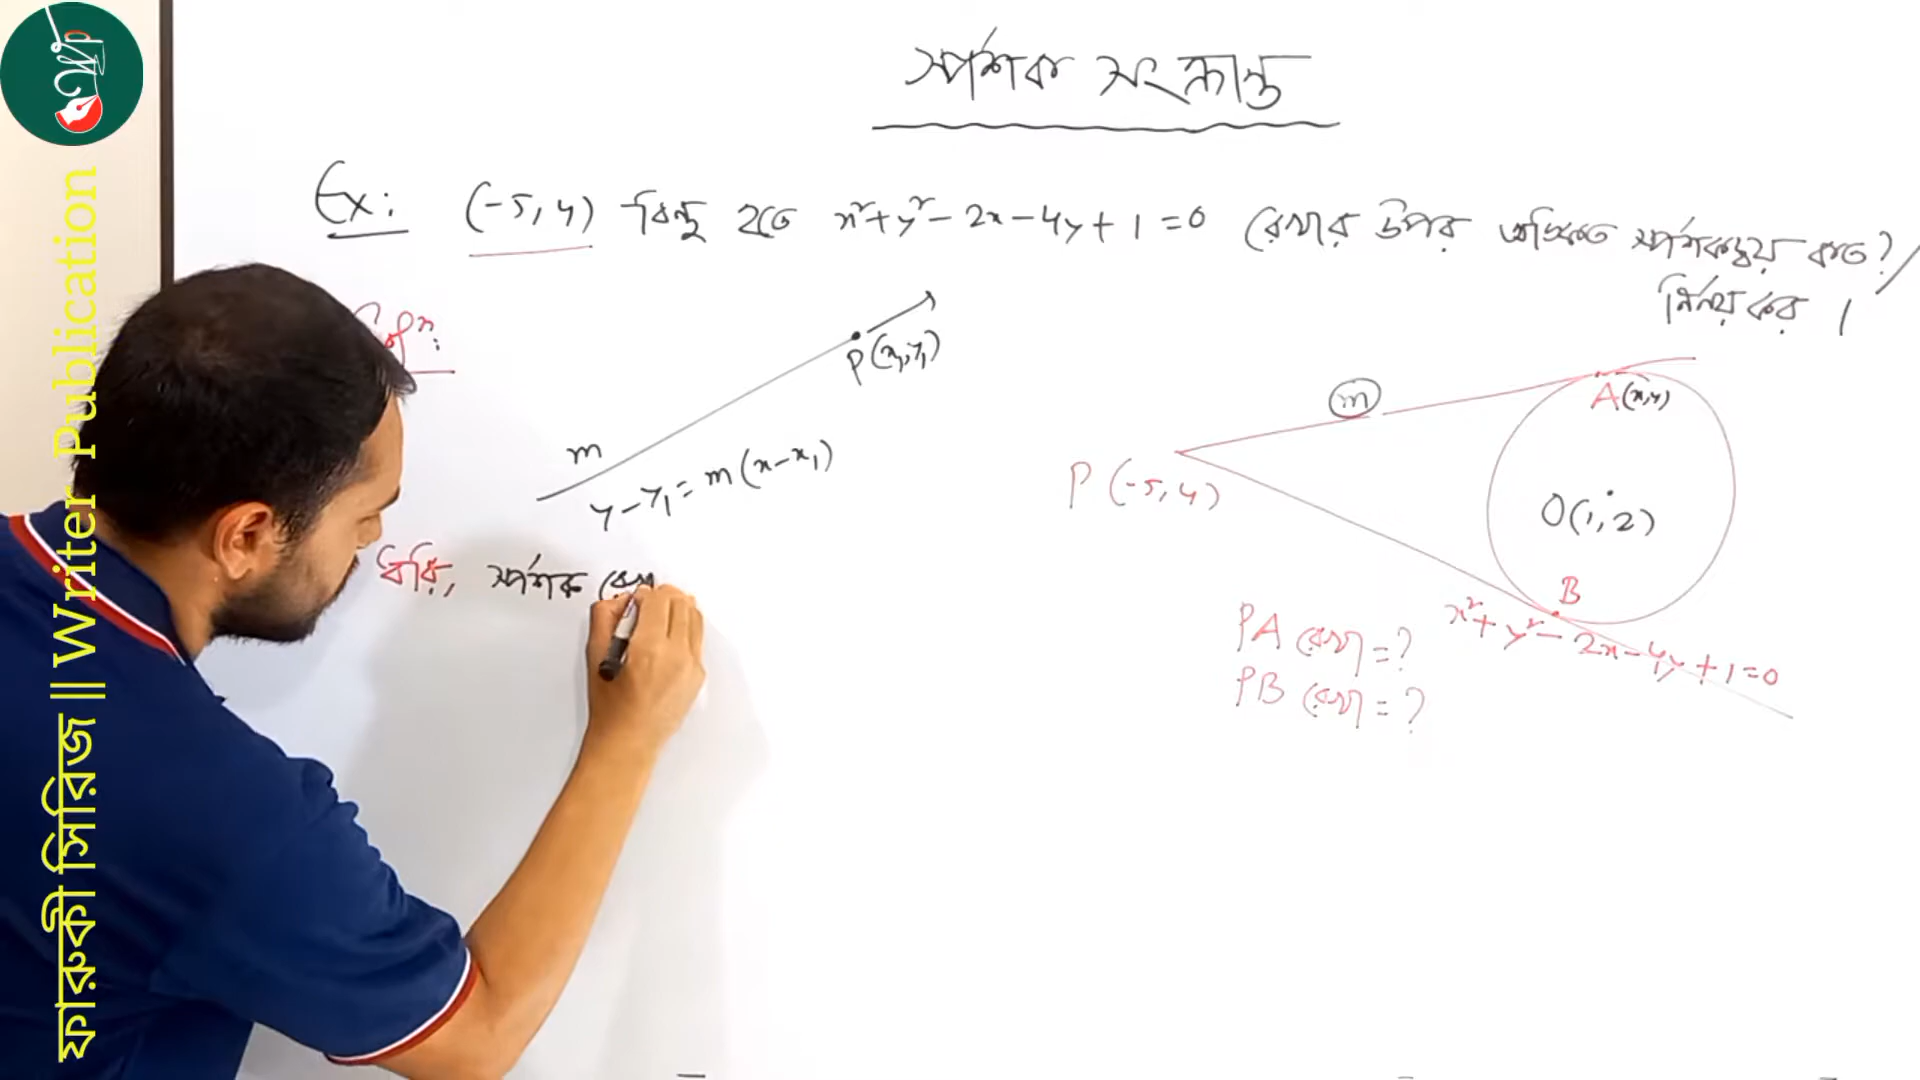 স্পর্শক সংক্রান্ত
Ex: (-5, 4) বিন্দু হতে x²+y²-2x-4y+1=0 রেখার উপর অঙ্কিত স্পর্শকদ্বয় কত?/
নির্ণয় কর।
Solⁿ:
P(x₁,y₁)
m
y-y₁=m(x-x₁)
ধরি, স্পর্শক রেখা
m
A(x,y)
P(-5,4)
O(1,2)
B
x²+y²-2x-4y+1=0
PA রেখা=?
PB রেখা=?
ফারুকী সিরিজ || Writer Publication
Wp